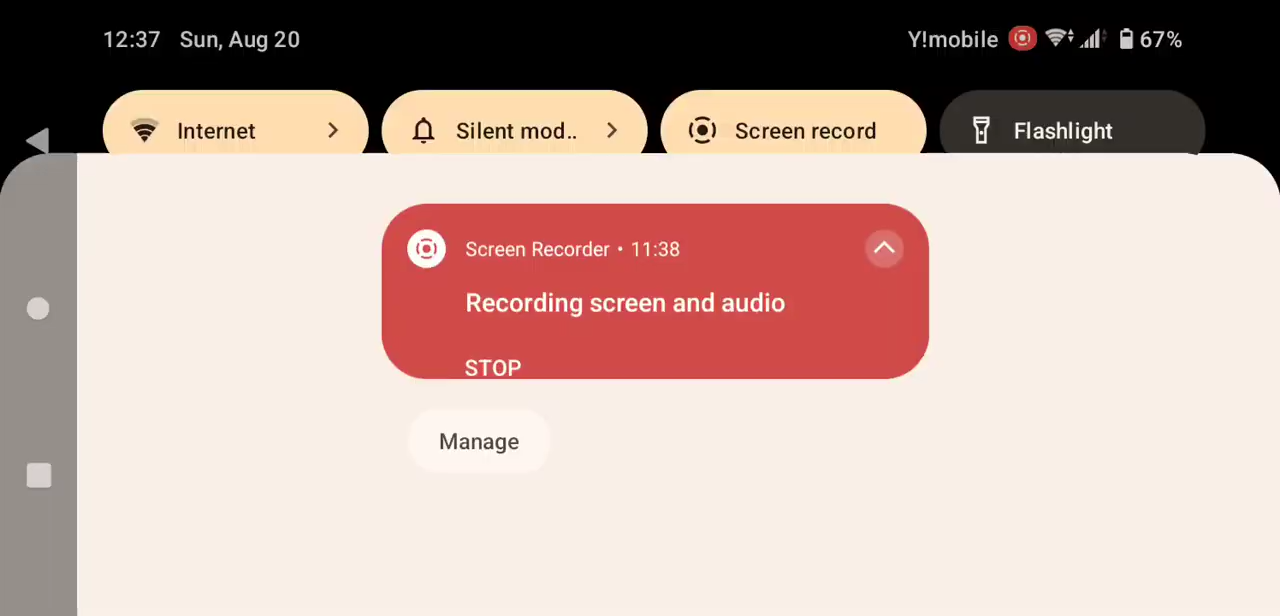 12:37 Sun, Aug 20 Y!mobile 67%
Internet Silent mod.. Screen record Flashlight
Screen Recorder • 11:38
Recording screen and audio
STOP
Manage